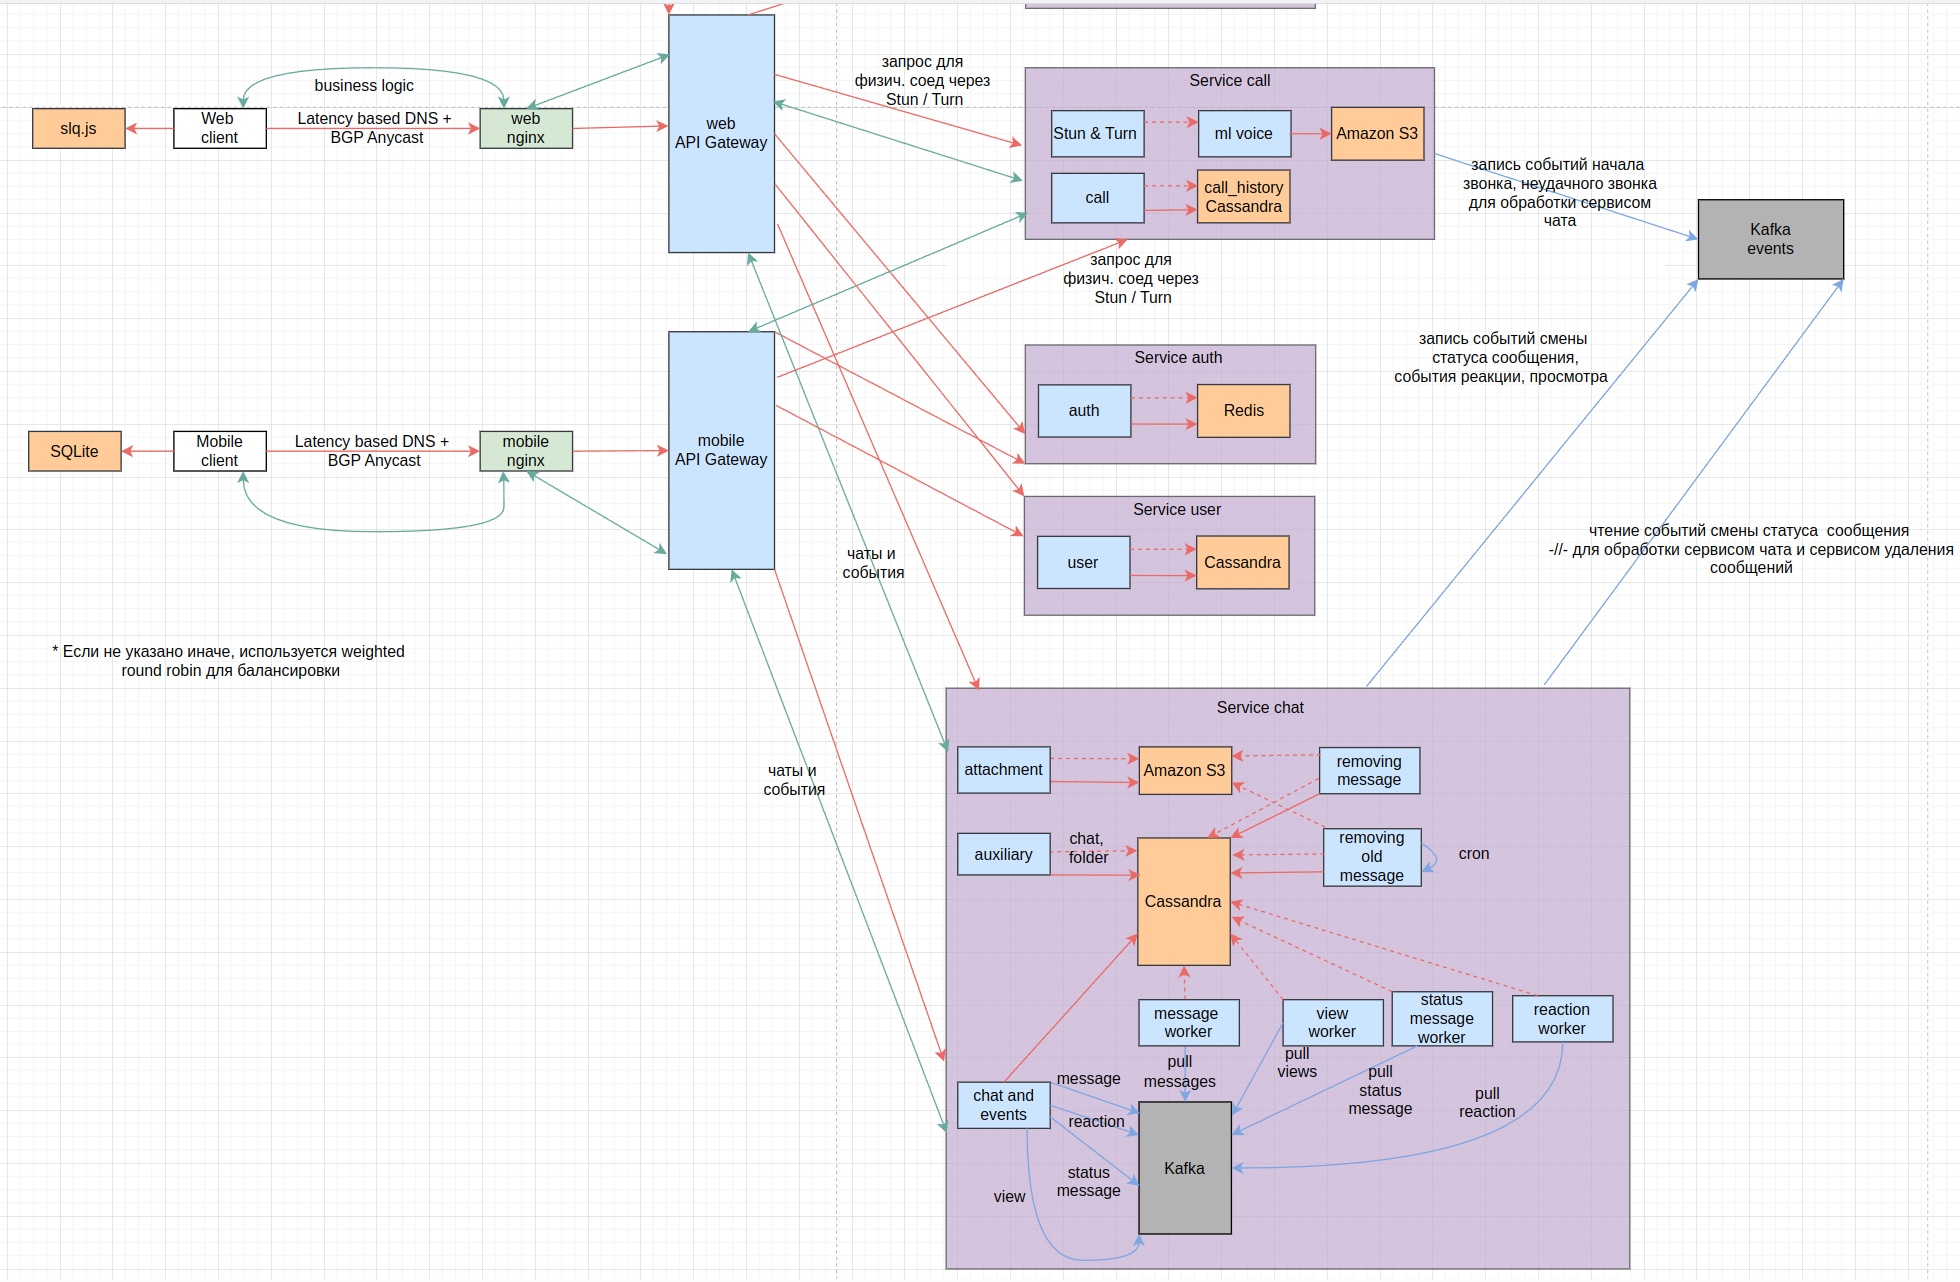 запрос для
физич. соед через
Stun / Turn
business logic
slq.js
Web
client
Latency based DNS +
BGP Anycast
web
nginx
web
API Gateway
Service call
Stun & Turn
ml voice
Amazon S3
call
call_history
Cassandra
запись событий начала
звонка, неудачного звонка
для обработки сервисом
чата
Kafka
events
запрос для
физич. соед через
Stun / Turn
запись событий смены
статуса сообщения,
события реакции, просмотра
Service auth
auth
Redis
SQLite
Mobile
client
Latency based DNS +
BGP Anycast
mobile
nginx
mobile
API Gateway
Service user
user
Cassandra
чаты и
события
чтение событий смены статуса  сообщения
-//- для обработки сервисом чата и сервисом удаления
сообщений
* Если не указано иначе, используется weighted
round robin для балансировки
чаты и
события
Service chat
attachment
Amazon S3
removing
message
auxiliary
chat,
folder
Cassandra
removing
old
message
cron
message
worker
view
worker
status
message
worker
reaction
worker
pull
messages
pull
views
pull
status
message
pull
reaction
chat and
events
message
reaction
status
message
view
Kafka